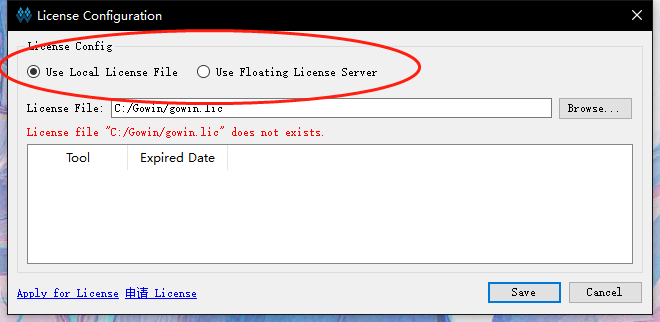 License Configuration
License Config
Use Local License File Use Floating License Server
License File: C:/Gowin/gowin.lic Browse...
License file "C:/Gowin/gowin.lic" does not exists.
Tool Expired Date
Apply for License 申请 License Save Cancel